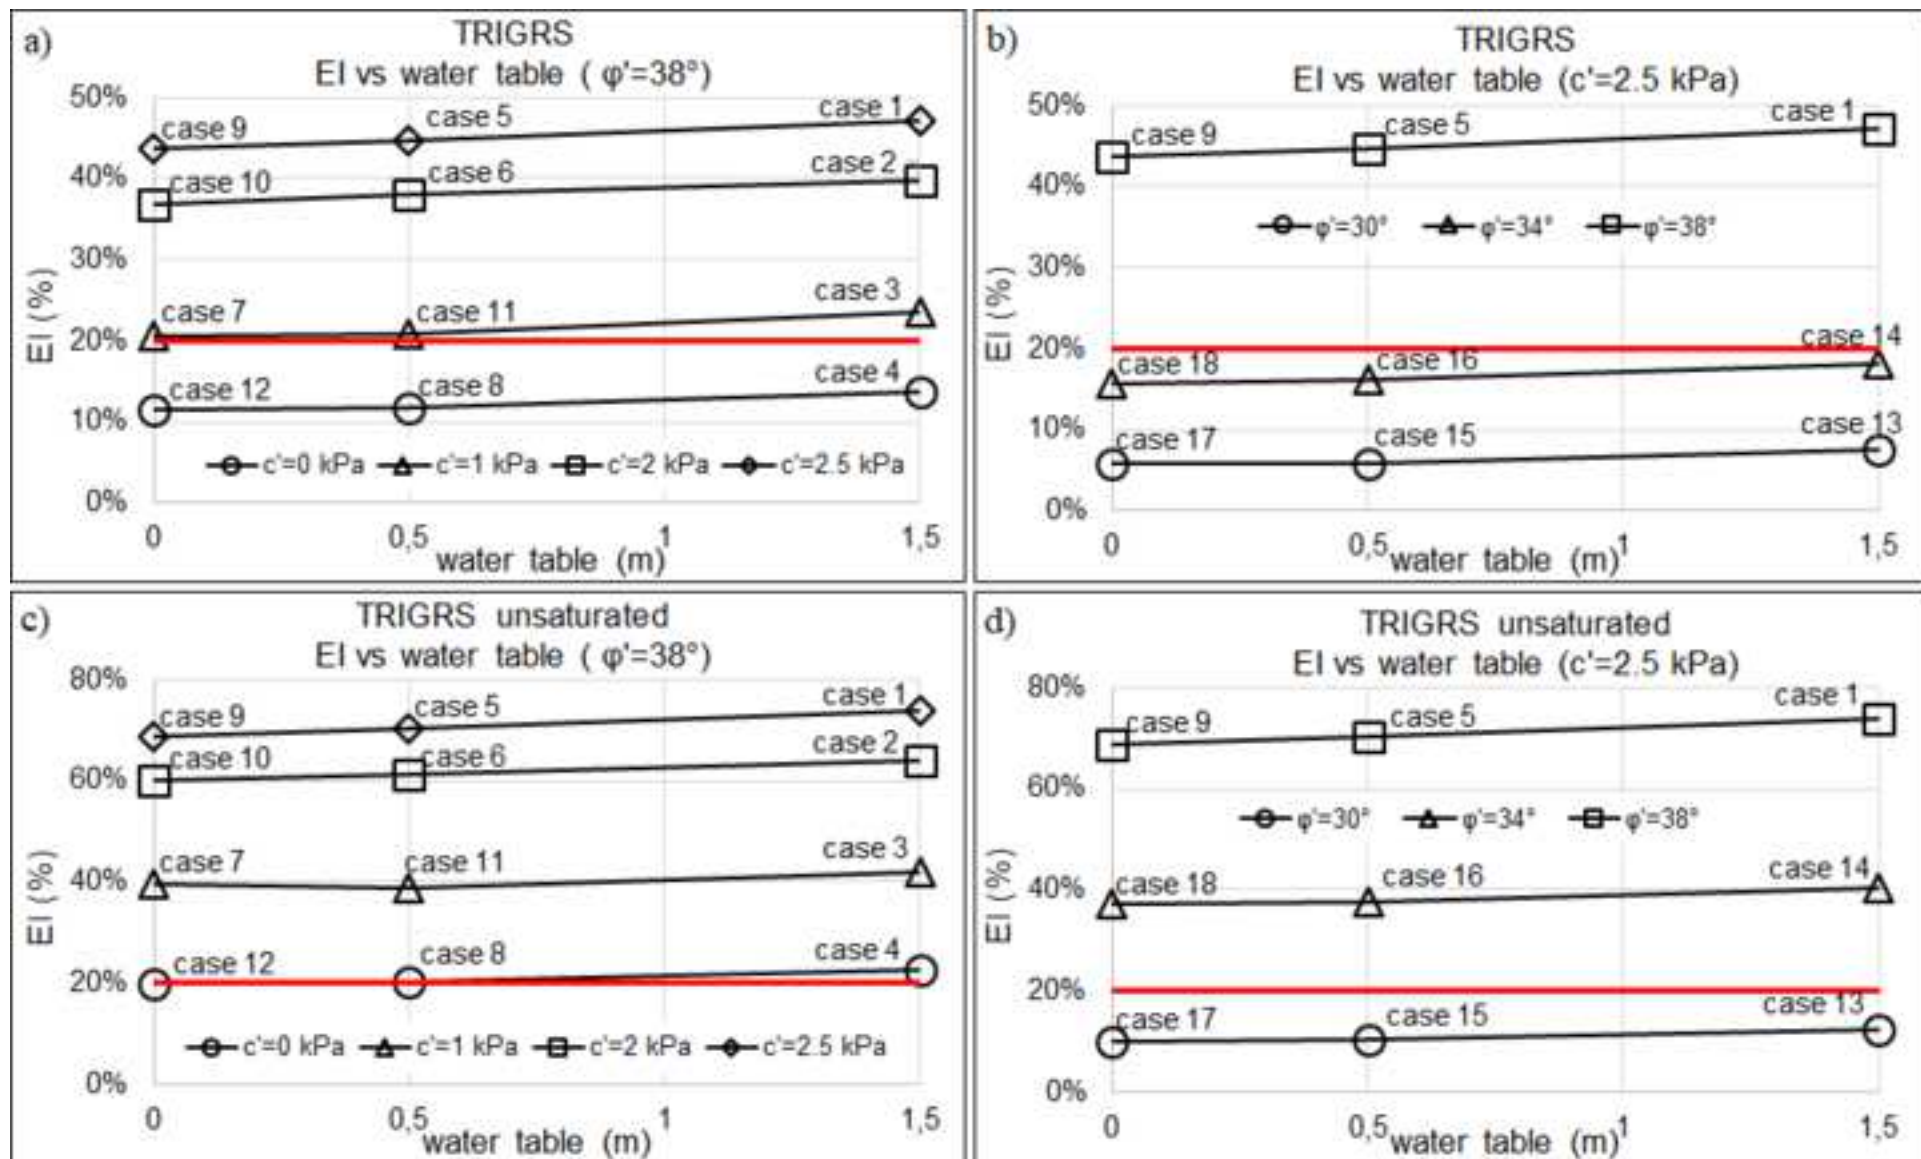 a)
TRIGRS
EI vs water table ( φ'=38°)
50%
40%
30%
20%
10%
0%
EI (%)
case 9
case 5
case 1
case 10
case 6
case 2
case 7
case 11
case 3
case 12
case 8
case 4
c'=0 kPa c'=1 kPa c'=2 kPa c'=2.5 kPa
0 0,5 1 1,5
water table (m)
b)
TRIGRS
EI vs water table (c'=2.5 kPa)
50%
40%
30%
20%
10%
0%
EI (%)
case 9
case 5
case 1
φ'=30° φ'=34° φ'=38°
case 18
case 16
case 14
case 17
case 15
case 13
0 0,5 1 1,5
water table (m)
c)
TRIGRS unsaturated
EI vs water table ( φ'=38°)
80%
60%
40%
20%
0%
EI (%)
case 9
case 5
case 1
case 10
case 6
case 2
case 7
case 11
case 3
case 12
case 8
case 4
c'=0 kPa c'=1 kPa c'=2 kPa c'=2.5 kPa
0 0,5 1 1,5
water table (m)
d)
TRIGRS unsaturated
EI vs water table (c'=2.5 kPa)
80%
60%
40%
20%
0%
EI (%)
case 9
case 5
case 1
φ'=30° φ'=34° φ'=38°
case 18
case 16
case 14
case 17
case 15
case 13
0 0,5 1 1,5
water table (m)